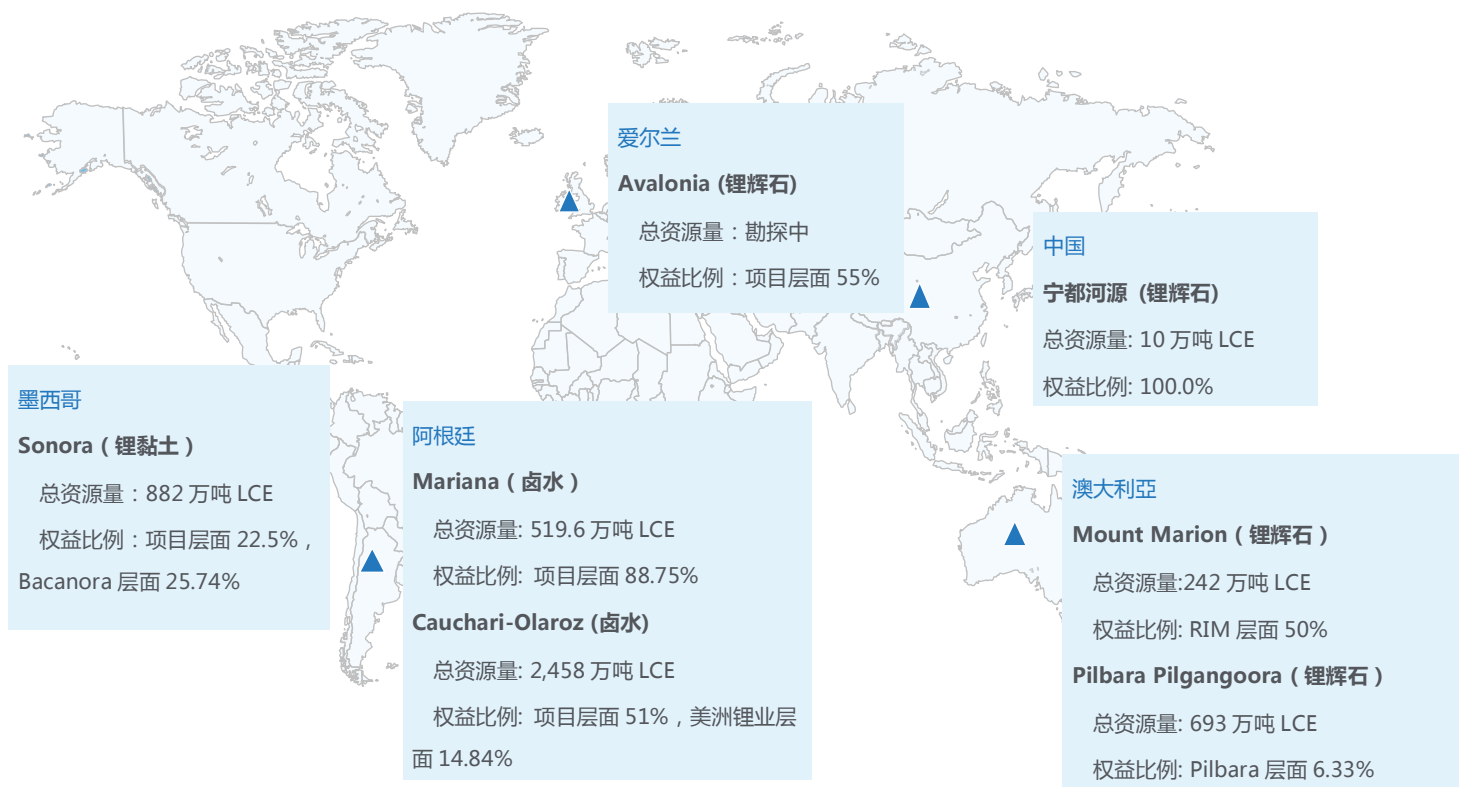 爱尔兰
Avalonia (锂辉石)
总资源量：勘探中
权益比例：项目层面 55%
中国
宁都河源 (锂辉石)
总资源量: 10 万吨 LCE
权益比例: 100.0%
墨西哥
Sonora（锂黏土）
总资源量：882 万吨 LCE
权益比例：项目层面 22.5%，
Bacanora 层面 25.74%
阿根廷
Mariana（卤水）
总资源量: 519.6 万吨 LCE
权益比例: 项目层面 88.75%
Cauchari-Olaroz (卤水)
总资源量: 2,458 万吨 LCE
权益比例: 项目层面 51%，美洲锂业层
面 14.84%
澳大利亞
Mount Marion（锂辉石）
总资源量:242 万吨 LCE
权益比例: RIM 层面 50%
Pilbara Pilgangoora（锂辉石）
总资源量: 693 万吨 LCE
权益比例: Pilbara 层面 6.33%